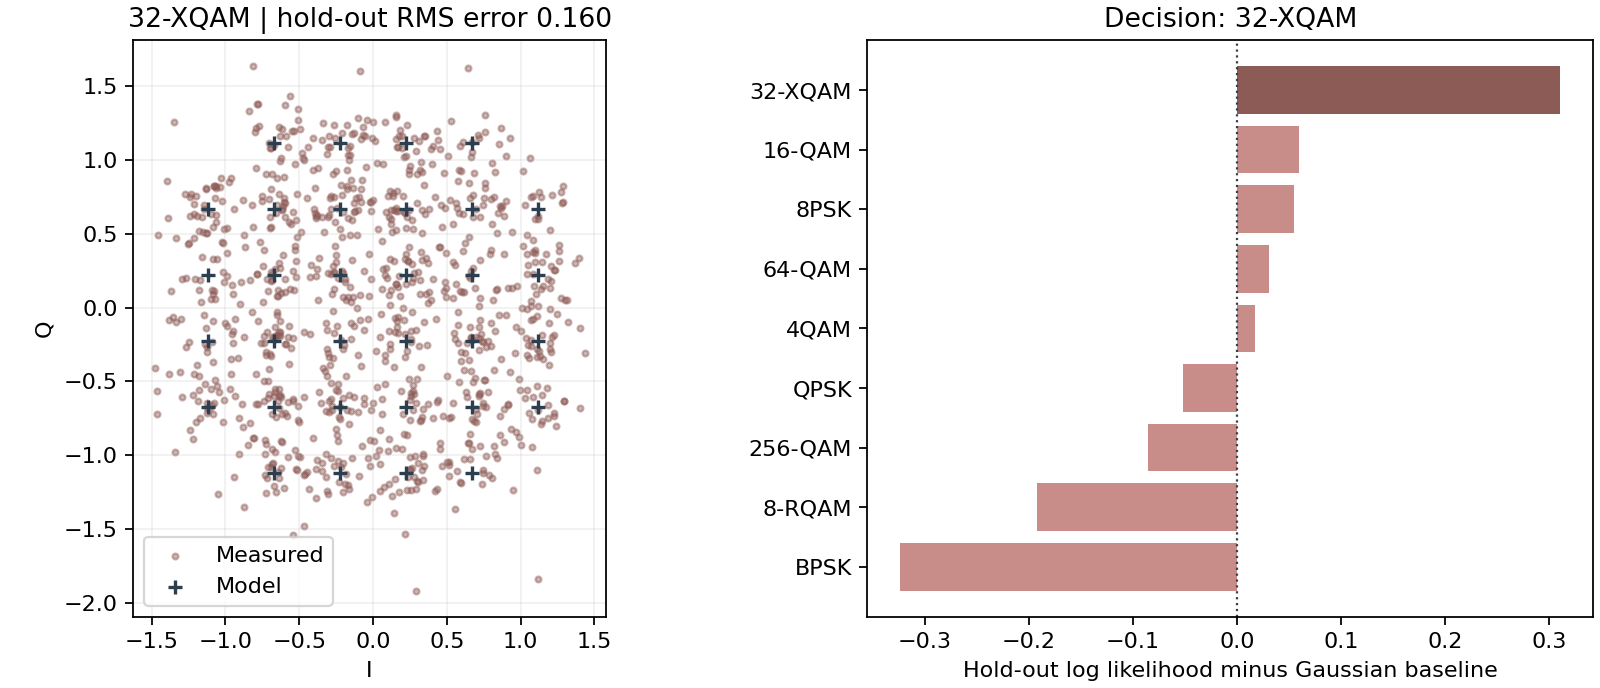 32-XQAM | hold-out RMS error 0.160
1.5
1.0
0.5
0.0
−0.5
−1.0
−1.5
−2.0
Q
Measured
Model
−1.5 −1.0 −0.5 0.0 0.5 1.0 1.5
I
Decision: 32-XQAM
32-XQAM
16-QAM
8PSK
64-QAM
4QAM
QPSK
256-QAM
8-RQAM
BPSK
−0.3 −0.2 −0.1 0.0 0.1 0.2 0.3
Hold-out log likelihood minus Gaussian baseline